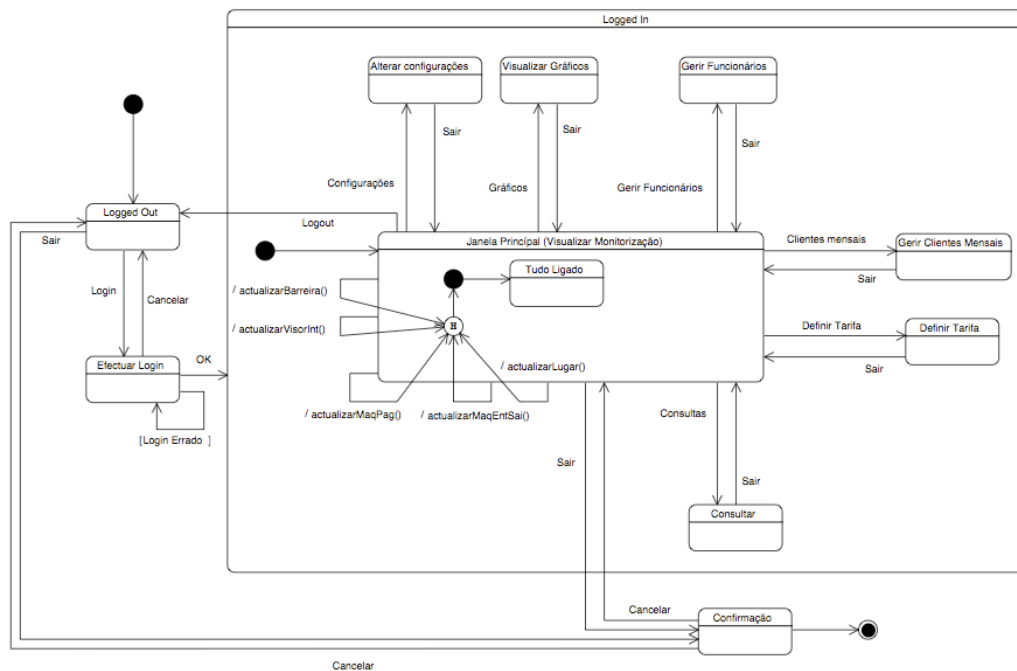 Logged In
Alterar configurações
Visualizar Gráficos
Gerir Funcionários
Sair
Sair
Sair
Configurações
Gráficos
Gerir Funcionários
Logged Out
Logout
Sair
Janela Princípal (Visualizar Monitorização)
Clientes mensais
Gerir Clientes Mensais
Sair
Tudo Ligado
Login
Cancelar
/ actualizarBarreira()
H
/ actualizarVisorInt()
Definir Tarifa
Definir Tarifa
Sair
Efectuar Login
OK
/ actualizarLugar()
/ actualizarMaqPag()
/ actualizarMaqEntSai()
Consultas
[Login Errado ]
Sair
Sair
Consultar
Cancelar
Confirmação
Cancelar